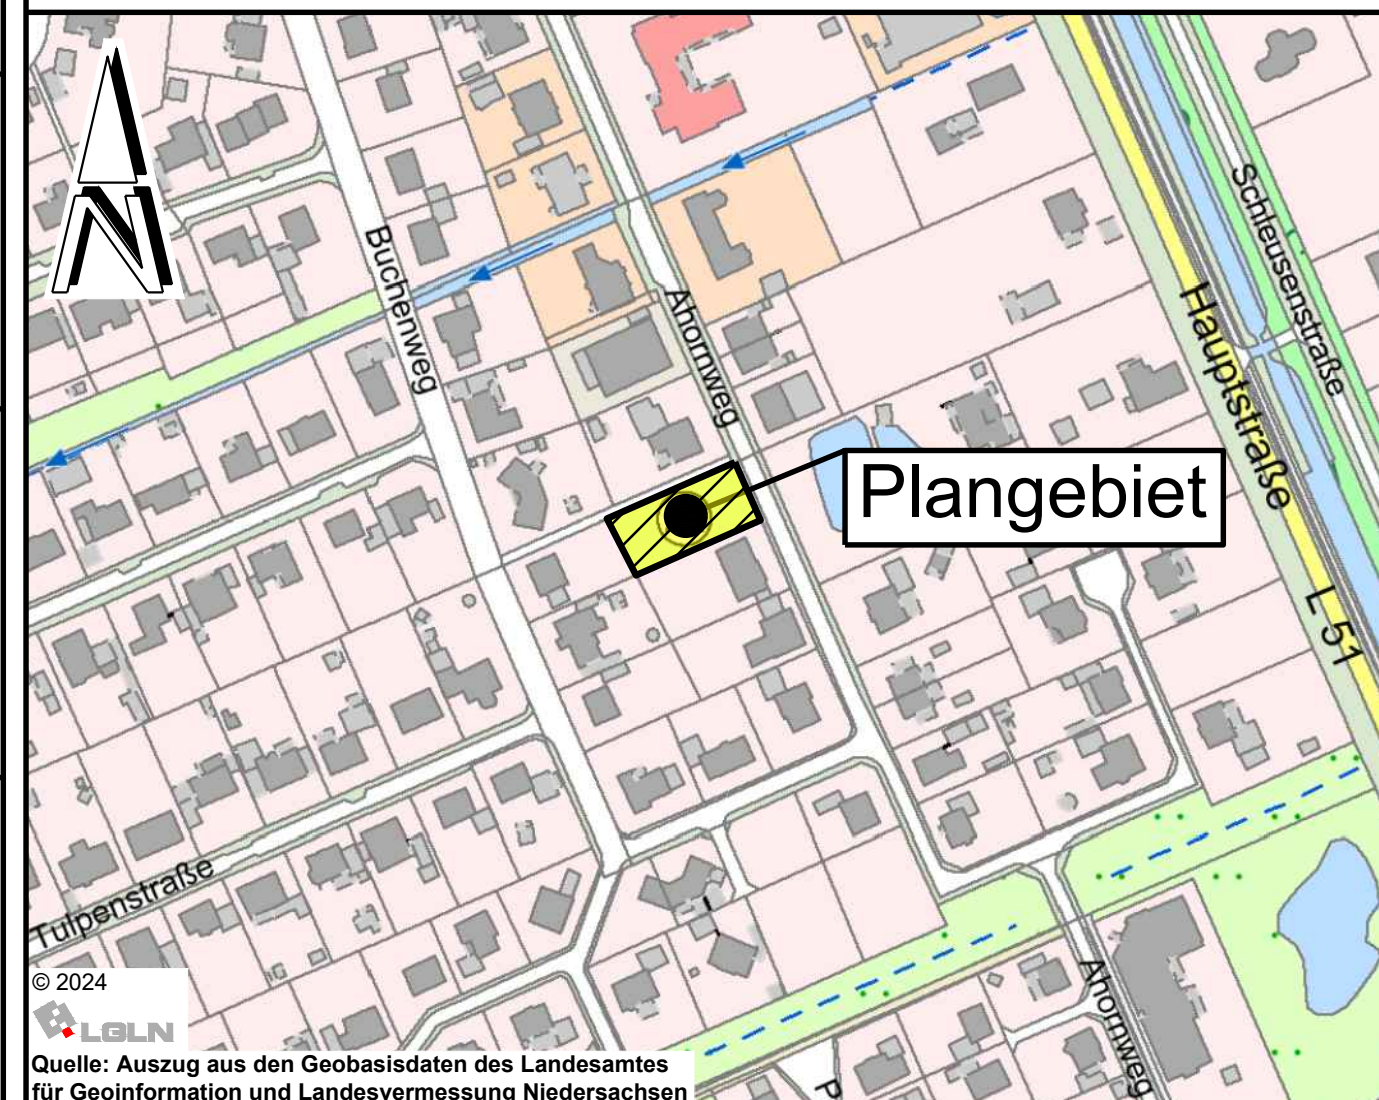 N
Buchenweg
Ahornweg
Schleusenstraße
Hauptstraße
Plangebiet
L 51
Tulpenstraße
Ahornweg
P
© 2024
LGLN
Quelle: Auszug aus den Geobasisdaten des Landesamtes
für Geoinformation und Landesvermessung Niedersachsen